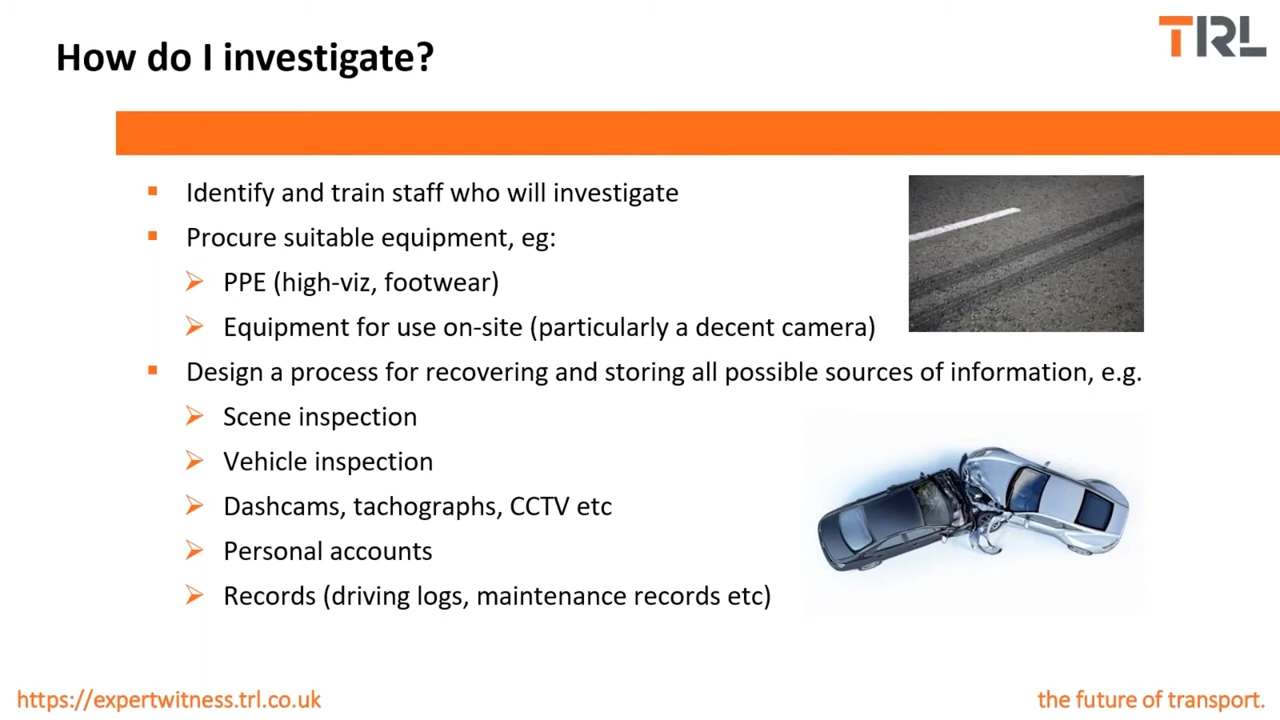 How do I investigate?
TRL
Identify and train staff who will investigate
Procure suitable equipment, eg:
PPE (high-viz, footwear)
Equipment for use on-site (particularly a decent camera)
Design a process for recovering and storing all possible sources of information, e.g.
Scene inspection
Vehicle inspection
Dashcams, tachographs, CCTV etc
Personal accounts
Records (driving logs, maintenance records etc)
https://expertwitness.trl.co.uk
the future of transport.